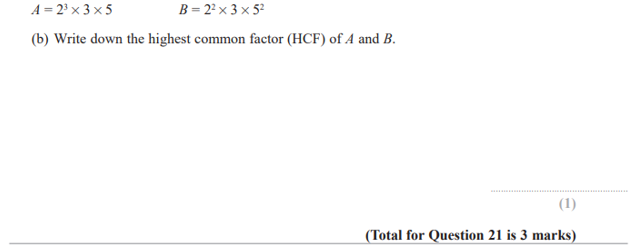 A = 2³ × 3 × 5 B = 2² × 3 × 5²
(b) Write down the highest common factor (HCF) of A and B.
(1)
(Total for Question 21 is 3 marks)